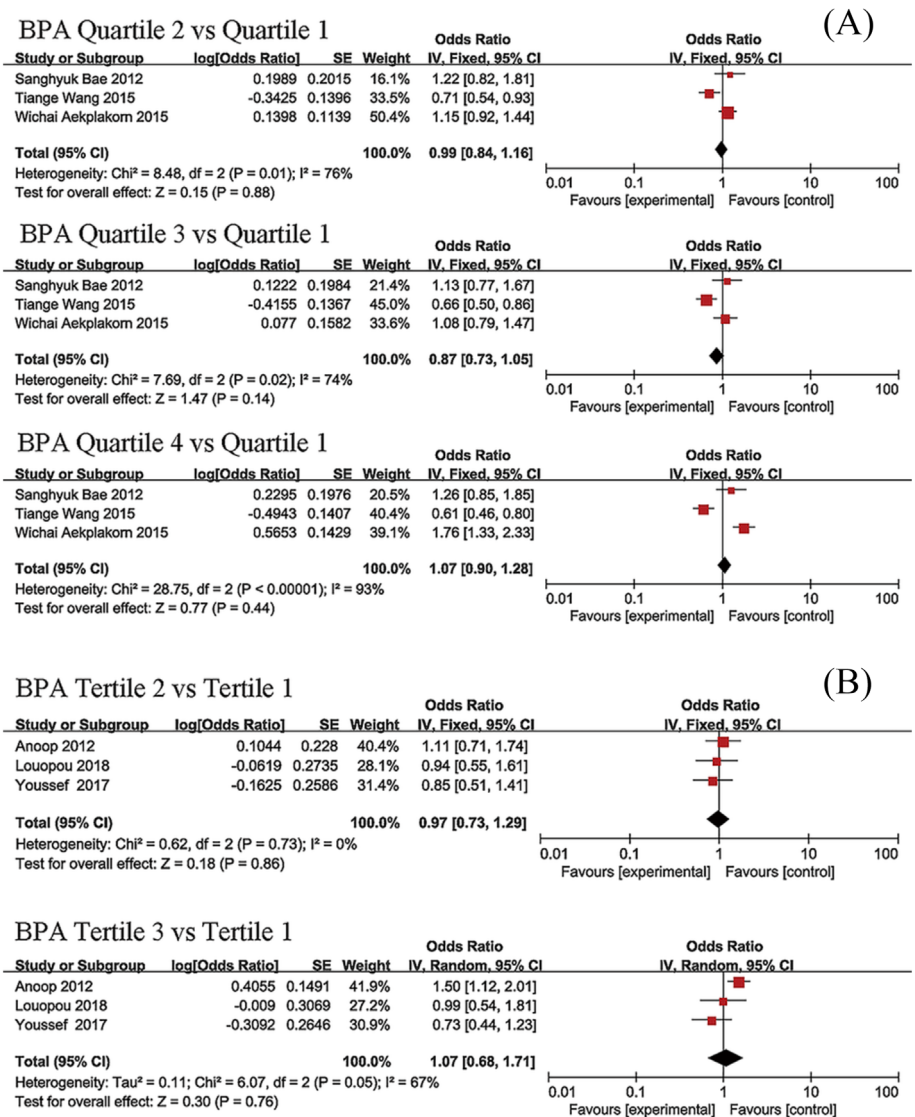 (A)
BPA Quartile 2 vs Quartile 1
Odds Ratio Odds Ratio
Study or Subgroup log[Odds Ratio] SE Weight IV, Fixed, 95% CI IV, Fixed, 95% CI
Sanghyuk Bae 2012 0.1989 0.2015 16.1% 1.22 [0.82, 1.81]
Tiange Wang 2015 -0.3425 0.1396 33.5% 0.71 [0.54, 0.93]
Wichai Aekplakorn 2015 0.1398 0.1139 50.4% 1.15 [0.92, 1.44]
Total (95% CI) 100.0% 0.99 [0.84, 1.16]
Heterogeneity: Chi² = 8.48, df = 2 (P = 0.01); I² = 76%
Test for overall effect: Z = 0.15 (P = 0.88)
0.01 0.1 1 10 100
Favours [experimental] Favours [control]
BPA Quartile 3 vs Quartile 1
Odds Ratio Odds Ratio
Study or Subgroup log[Odds Ratio] SE Weight IV, Fixed, 95% CI IV, Fixed, 95% CI
Sanghyuk Bae 2012 0.1222 0.1984 21.4% 1.13 [0.77, 1.67]
Tiange Wang 2015 -0.4155 0.1367 45.0% 0.66 [0.50, 0.86]
Wichai Aekplakorn 2015 0.077 0.1582 33.6% 1.08 [0.79, 1.47]
Total (95% CI) 100.0% 0.87 [0.73, 1.05]
Heterogeneity: Chi² = 7.69, df = 2 (P = 0.02); I² = 74%
Test for overall effect: Z = 1.47 (P = 0.14)
0.01 0.1 1 10 100
Favours [experimental] Favours [control]
BPA Quartile 4 vs Quartile 1
Odds Ratio Odds Ratio
Study or Subgroup log[Odds Ratio] SE Weight IV, Fixed, 95% CI IV, Fixed, 95% CI
Sanghyuk Bae 2012 0.2295 0.1976 20.5% 1.26 [0.85, 1.85]
Tiange Wang 2015 -0.4943 0.1407 40.4% 0.61 [0.46, 0.80]
Wichai Aekplakorn 2015 0.5653 0.1429 39.1% 1.76 [1.33, 2.33]
Total (95% CI) 100.0% 1.07 [0.90, 1.28]
Heterogeneity: Chi² = 28.75, df = 2 (P < 0.00001); I² = 93%
Test for overall effect: Z = 0.77 (P = 0.44)
0.01 0.1 1 10 100
Favours [experimental] Favours [control]
(B)
BPA Tertile 2 vs Tertile 1
Odds Ratio Odds Ratio
Study or Subgroup log[Odds Ratio] SE Weight IV, Fixed, 95% CI IV, Fixed, 95% CI
Anoop 2012 0.1044 0.228 40.4% 1.11 [0.71, 1.74]
Louopou 2018 -0.0619 0.2735 28.1% 0.94 [0.55, 1.61]
Youssef 2017 -0.1625 0.2586 31.4% 0.85 [0.51, 1.41]
Total (95% CI) 100.0% 0.97 [0.73, 1.29]
Heterogeneity: Chi² = 0.62, df = 2 (P = 0.73); I² = 0%
Test for overall effect: Z = 0.18 (P = 0.86)
0.01 0.1 1 10 100
Favours [experimental] Favours [control]
BPA Tertile 3 vs Tertile 1
Odds Ratio Odds Ratio
Study or Subgroup log[Odds Ratio] SE Weight IV, Random, 95% CI IV, Random, 95% CI
Anoop 2012 0.4055 0.1491 41.9% 1.50 [1.12, 2.01]
Louopou 2018 -0.009 0.3069 27.2% 0.99 [0.54, 1.81]
Youssef 2017 -0.3092 0.2646 30.9% 0.73 [0.44, 1.23]
Total (95% CI) 100.0% 1.07 [0.68, 1.71]
Heterogeneity: Tau² = 0.11; Chi² = 6.07, df = 2 (P = 0.05); I² = 67%
Test for overall effect: Z = 0.30 (P = 0.76)
0.01 0.1 1 10 100
Favours [experimental] Favours [control]